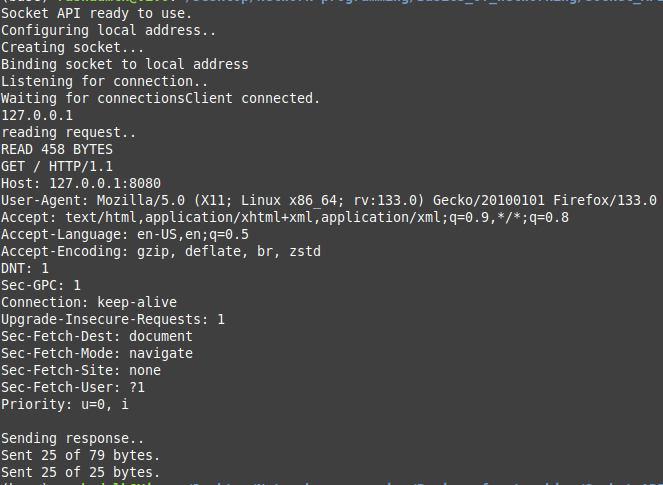 Socket API ready to use.
Configuring local address..
Creating socket...
Binding socket to local address
Listening for connection..
Waiting for connectionsClient connected.
127.0.0.1
reading request..
READ 458 BYTES
GET / HTTP/1.1
Host: 127.0.0.1:8080
User-Agent: Mozilla/5.0 (X11; Linux x86_64; rv:133.0) Gecko/20100101 Firefox/133.0
Accept: text/html,application/xhtml+xml,application/xml;q=0.9,*/*;q=0.8
Accept-Language: en-US,en;q=0.5
Accept-Encoding: gzip, deflate, br, zstd
DNT: 1
Sec-GPC: 1
Connection: keep-alive
Upgrade-Insecure-Requests: 1
Sec-Fetch-Dest: document
Sec-Fetch-Mode: navigate
Sec-Fetch-Site: none
Sec-Fetch-User: ?1
Priority: u=0, i
Sending response..
Sent 25 of 79 bytes.
Sent 25 of 25 bytes.